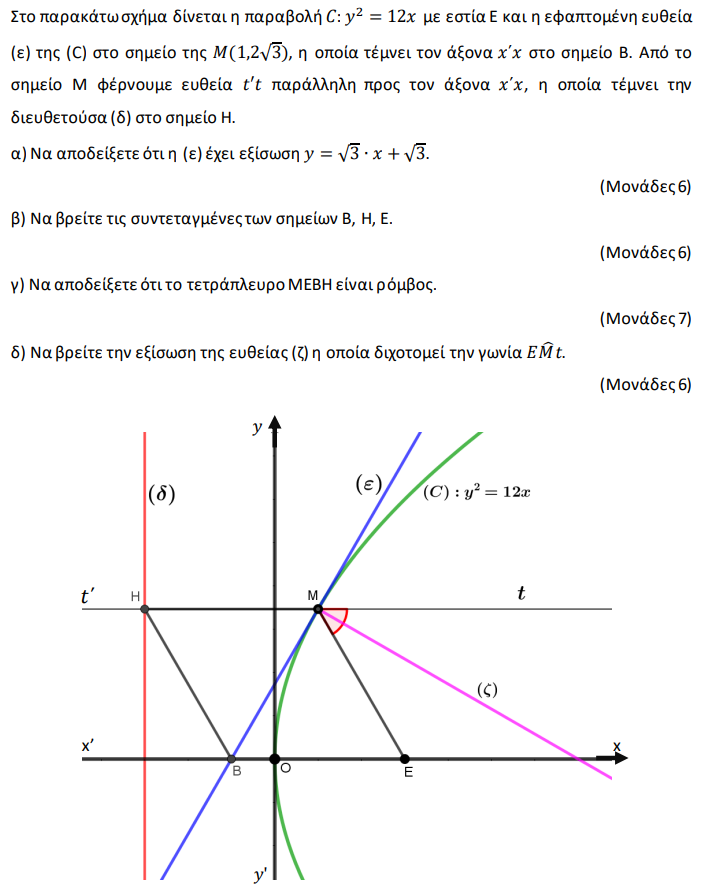 Στο παρακάτω σχήμα δίνεται η παραβολή C: y² = 12x με εστία Ε και η εφαπτομένη ευθεία
(ε) της (C) στο σημείο της M(1,2√3), η οποία τέμνει τον άξονα x′x στο σημείο Β. Από το
σημείο Μ φέρνουμε ευθεία t′t παράλληλη προς τον άξονα x′x, η οποία τέμνει την
διευθετούσα (δ) στο σημείο Η.
α) Να αποδείξετε ότι η (ε) έχει εξίσωση y = √3 · x + √3.
(Μονάδες 6)
β) Να βρείτε τις συντεταγμένες των σημείων Β, Η, Ε.
(Μονάδες 6)
γ) Να αποδείξετε ότι το τετράπλευρο ΜΕΒΗ είναι ρόμβος.
(Μονάδες 7)
δ) Να βρείτε την εξίσωση της ευθείας (ζ) η οποία διχοτομεί την γωνία EM̂t.
(Μονάδες 6)
y
(δ)
(ε)
(C) : y² = 12x
t′
H
M
t
(ζ)
x′
x
B
O
E
y'